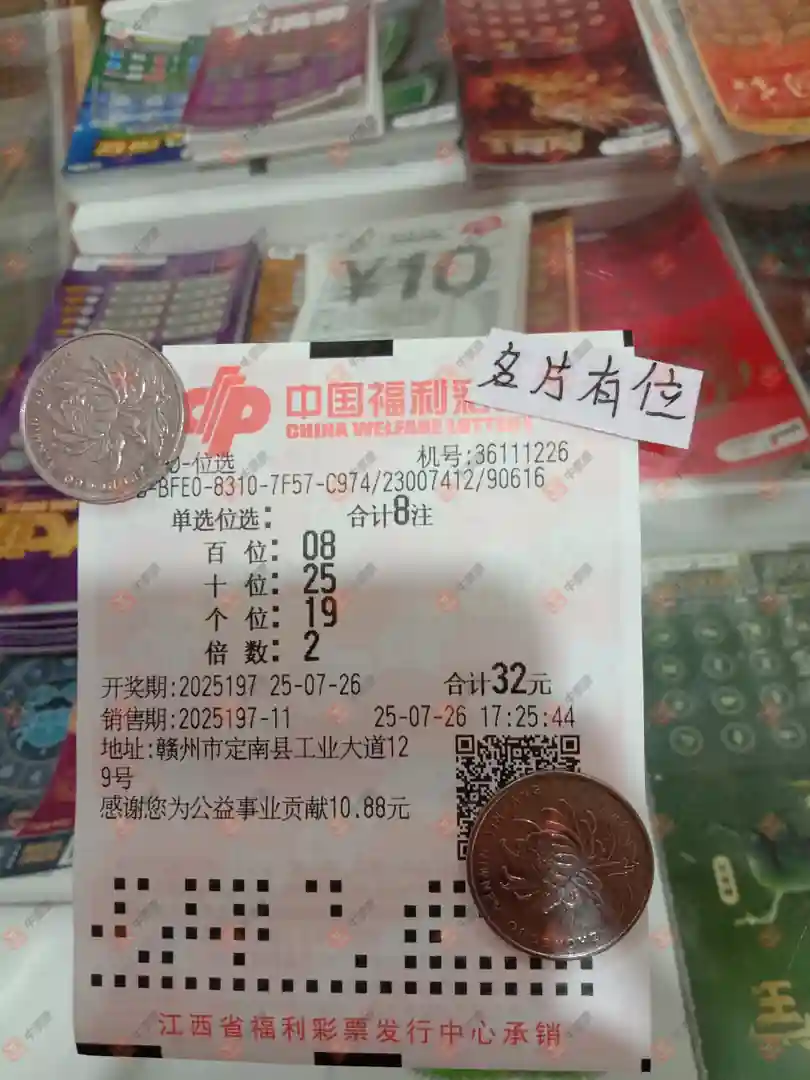 ¥10
名片有位
中国福利彩
CHINA WELFARE LOTTERY
-位选 机号:36111226
-BFE0-8310-7F57-C974/23007412/90616
单选位选: 合计8注
百 位: 08
十 位: 25
个 位: 19
倍 数: 2
开奖期:2025197 25-07-26 合计32元
销售期:2025197-11 25-07-26 17:25:44
地址:赣州市定南县工业大道12
9号
感谢您为公益事业贡献10.88元
江西省福利彩票发行中心承销